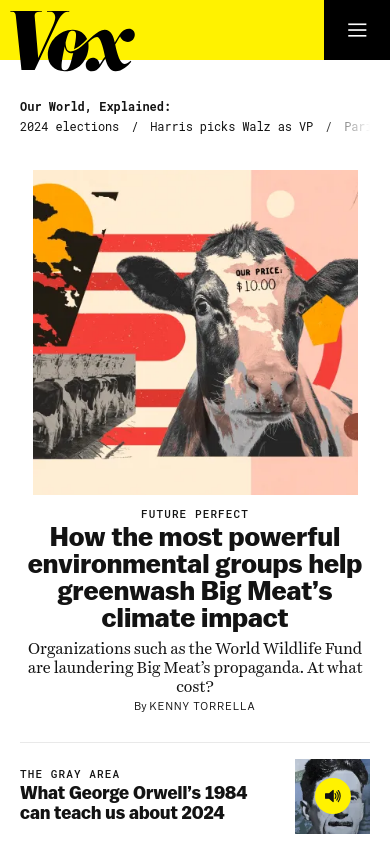 Vox
Our World, Explained:
2024 elections / Harris picks Walz as VP /
OUR PRICE:
$10.00
FUTURE PERFECT
How the most powerful
environmental groups help
greenwash Big Meat’s
climate impact
Organizations such as the World Wildlife Fund
are laundering Big Meat’s propaganda. At what
cost?
By KENNY TORRELLA
THE GRAY AREA
What George Orwell’s 1984
can teach us about 2024